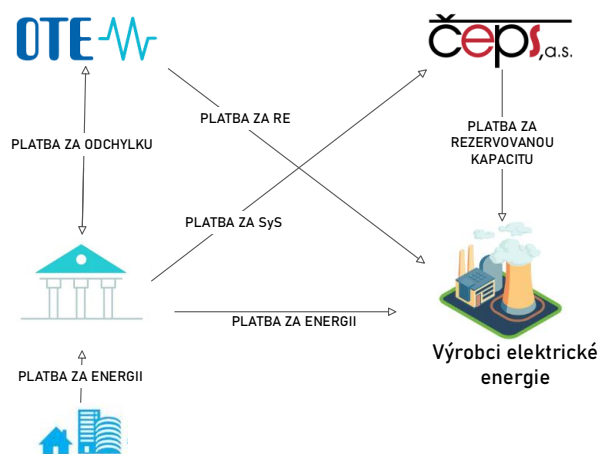 OTE
čeps,a.s.
PLATBA ZA RE
PLATBA ZA
REZERVOVANOU
KAPACITU
PLATBA ZA ODCHYLKU
PLATBA ZA SyS
PLATBA ZA ENERGII
Výrobci elektrické
energie
PLATBA ZA ENERGII